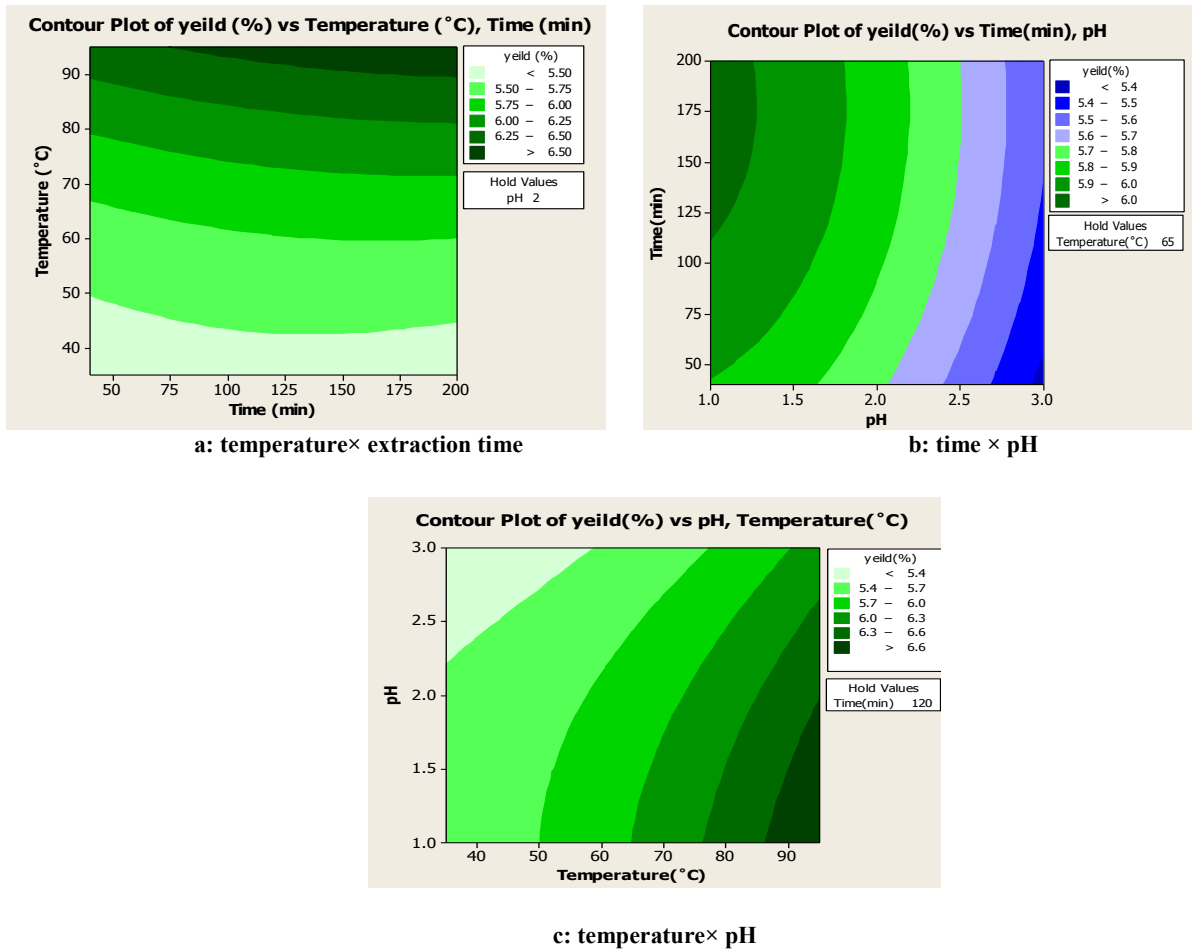 Contour Plot of yeild (%) vs Temperature (˚C), Time (min)
90
80
70
60
50
40
Temperature (˚C)
50 75 100 125 150 175 200
Time (min)
yeild (%)
< 5.50
5.50 – 5.75
5.75 – 6.00
6.00 – 6.25
6.25 – 6.50
> 6.50
Hold Values
pH 2
a: temperature× extraction time
Contour Plot of yeild(%) vs Time(min), pH
200
175
150
125
100
75
50
Time(min)
1.0 1.5 2.0 2.5 3.0
pH
yeild(%)
< 5.4
5.4 – 5.5
5.5 – 5.6
5.6 – 5.7
5.7 – 5.8
5.8 – 5.9
5.9 – 6.0
> 6.0
Hold Values
Temperature(˚C) 65
b: time × pH
Contour Plot of yeild(%) vs pH, Temperature(˚C)
3.0
2.5
2.0
1.5
1.0
pH
40 50 60 70 80 90
Temperature(˚C)
yeild(%)
< 5.4
5.4 – 5.7
5.7 – 6.0
6.0 – 6.3
6.3 – 6.6
> 6.6
Hold Values
Time(min) 120
c: temperature× pH